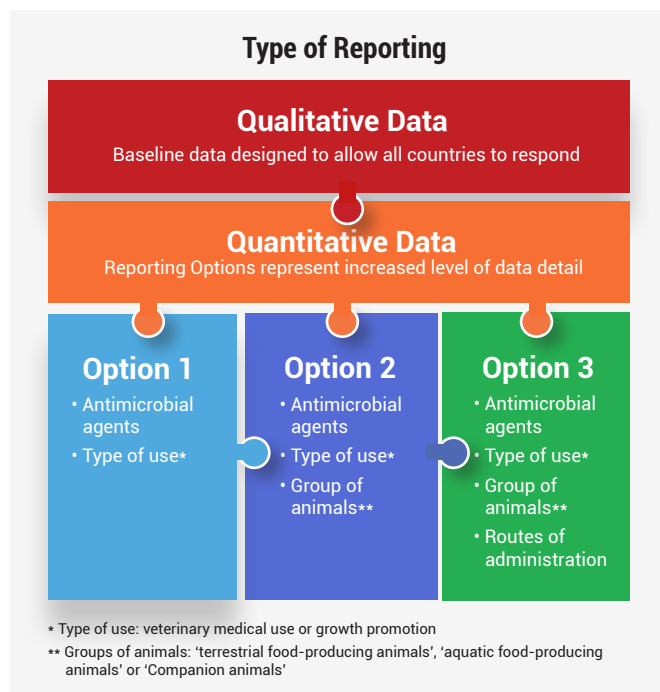 Type of Reporting
Qualitative Data
Baseline data designed to allow all countries to respond
Quantitative Data
Reporting Options represent increased level of data detail
Option 1
• Antimicrobial
agents
• Type of use*
Option 2
• Antimicrobial
agents
• Type of use*
• Group of
animals**
Option 3
• Antimicrobial
agents
• Type of use*
• Group of
animals**
• Routes of
administration
* Type of use: veterinary medical use or growth promotion
** Groups of animals: ‘terrestrial food-producing animals’, ‘aquatic food-producing
animals’ or ‘Companion animals’